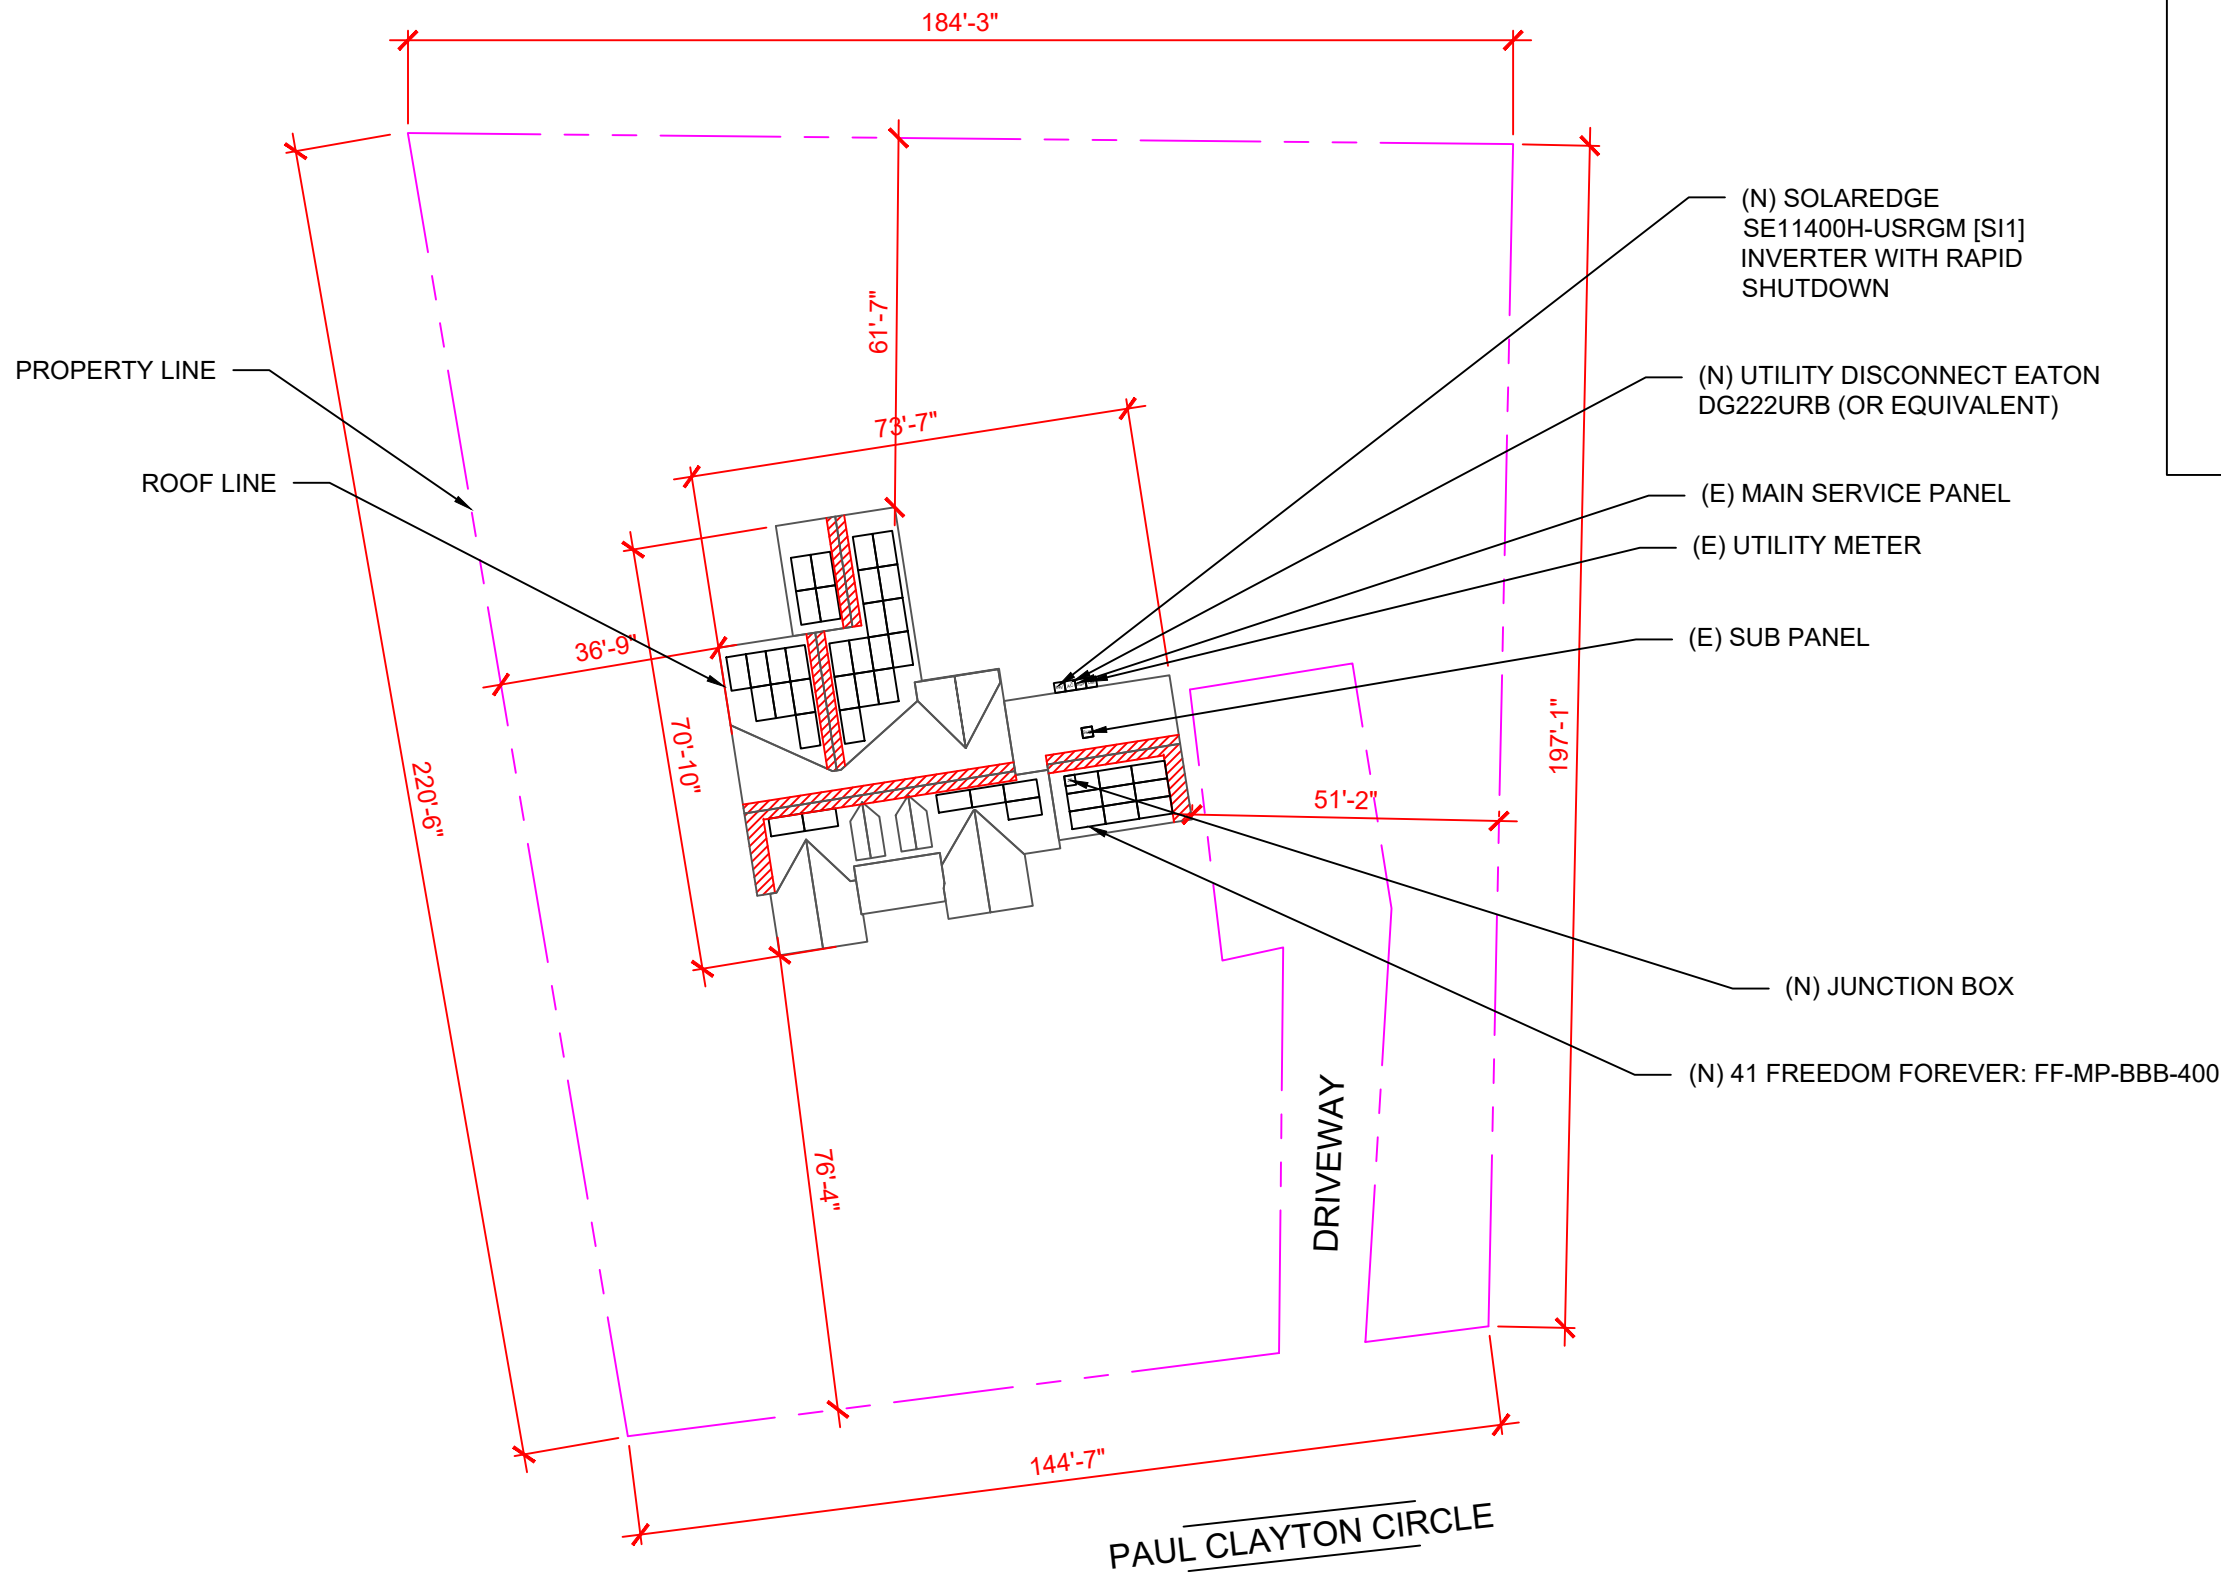 184'-3"
(N) SOLAREDGE
SE11400H-USRGM [SI1]
INVERTER WITH RAPID
SHUTDOWN
61'-7"
PROPERTY LINE
(N) UTILITY DISCONNECT EATON
DG222URB (OR EQUIVALENT)
73'-7"
ROOF LINE
(E) MAIN SERVICE PANEL
(E) UTILITY METER
(E) SUB PANEL
36'-9"
70'-10"
197'-1"
220'-6"
51'-2"
(N) JUNCTION BOX
(N) 41 FREEDOM FOREVER: FF-MP-BBB-400
DRIVEWAY
76'-4"
144'-7"
PAUL CLAYTON CIRCLE